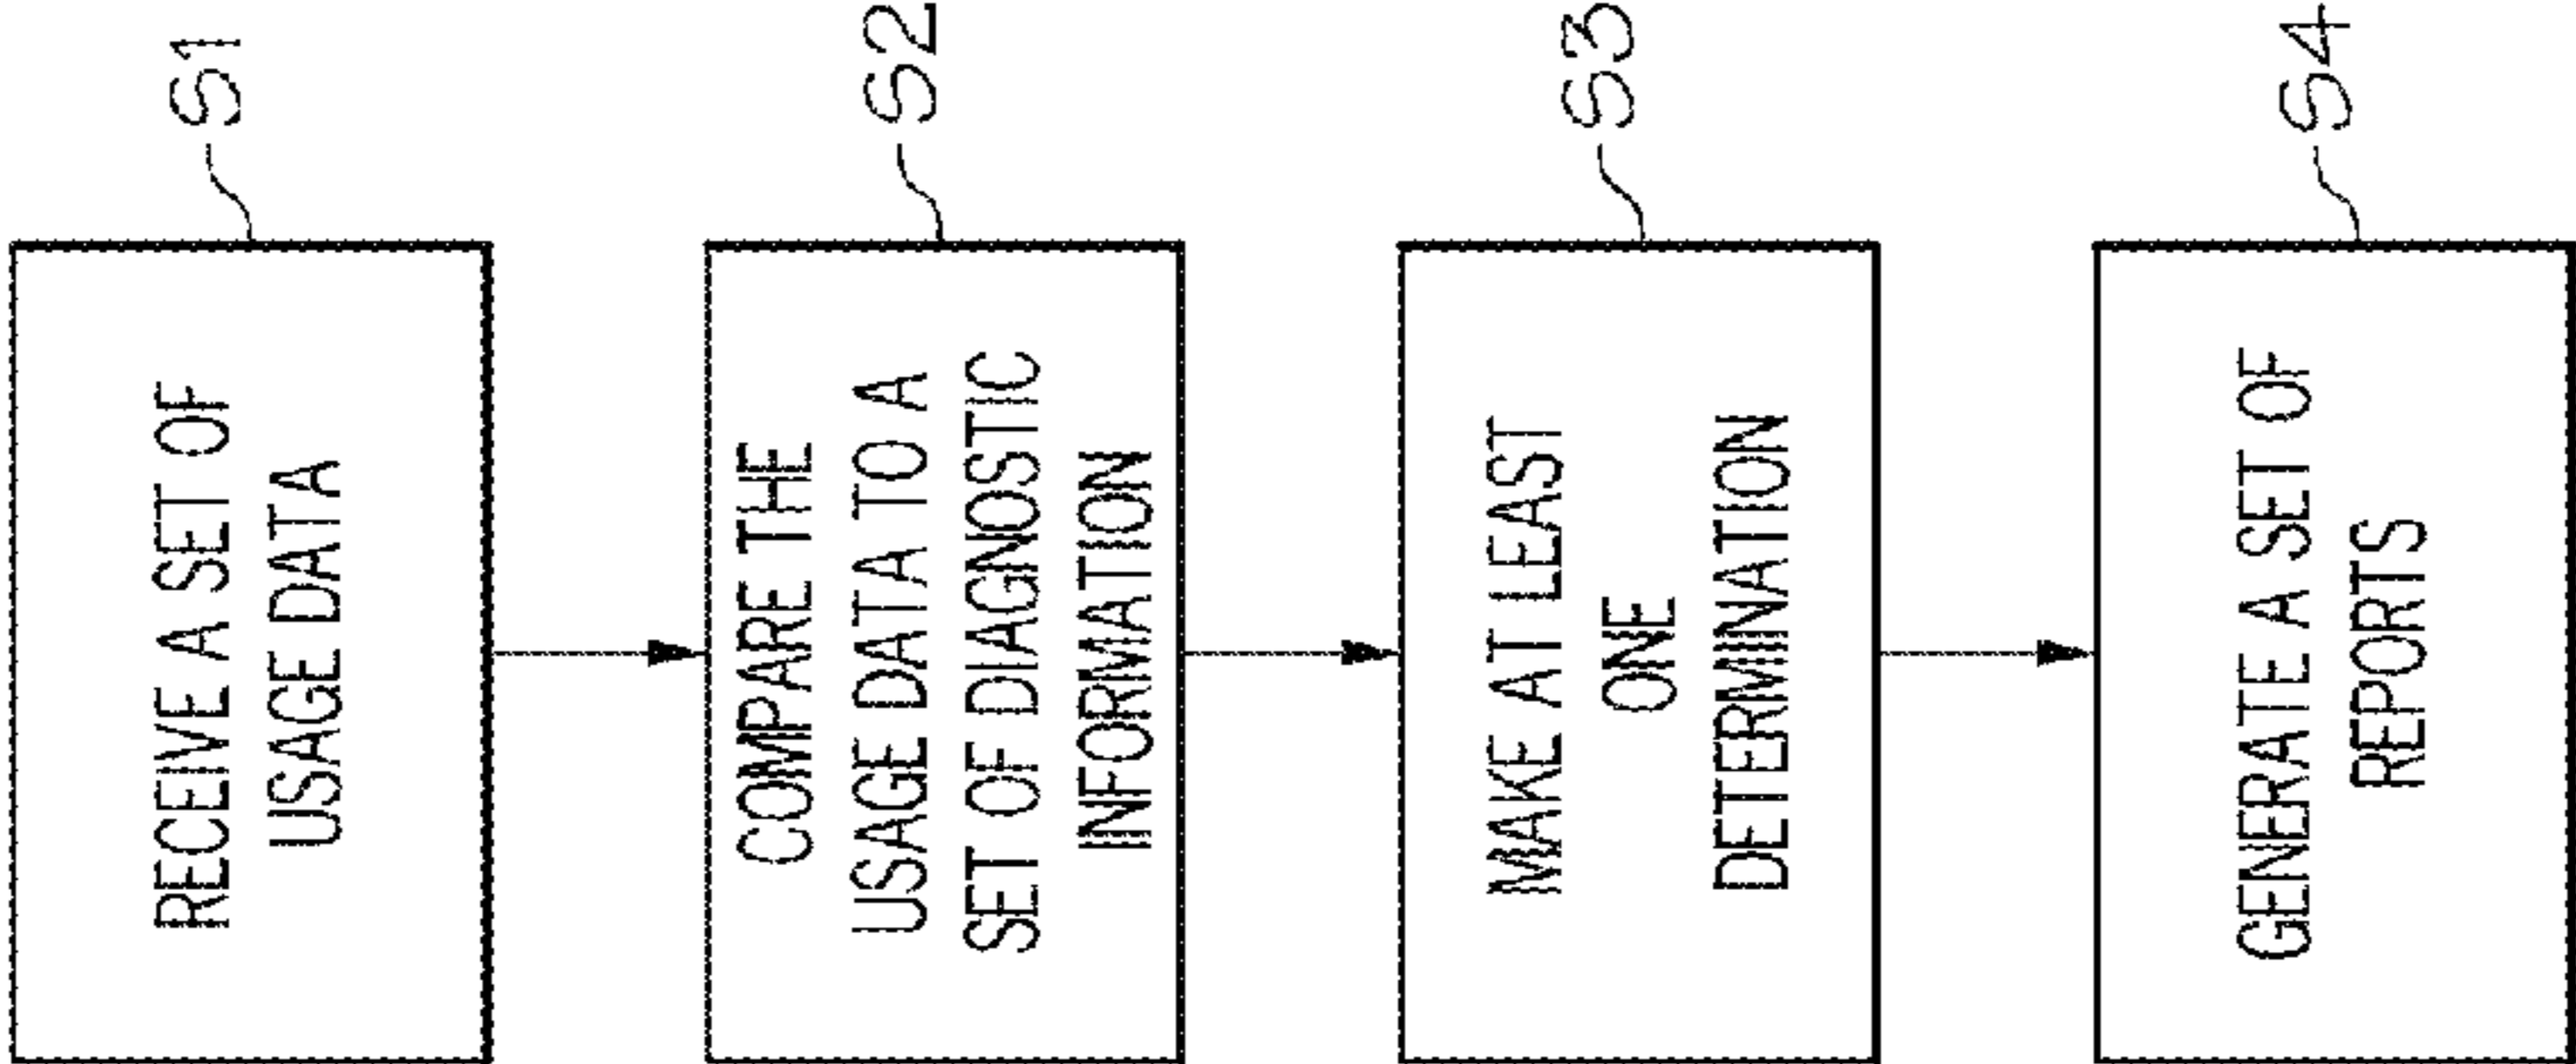 RECEIVE A SET OF
USAGE DATA
S1
COMPARE THE
USAGE DATA TO A
SET OF DIAGNOSTIC
INFORMATION
S2
MAKE AT LEAST
ONE
DETERMINATION
S3
GENERATE A SET OF
REPORTS
S4